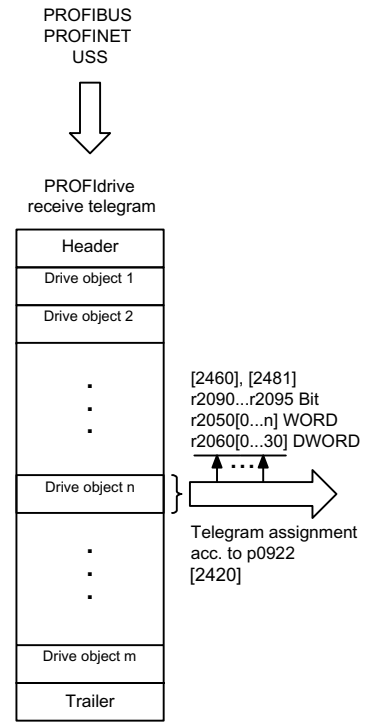 PROFIBUS
PROFINET
USS
PROFIdrive
receive telegram
Header
Drive object 1
Drive object 2
[2460], [2481]
r2090...r2095 Bit
r2050[0...n] WORD
r2060[0...30] DWORD
Drive object n
Telegram assignment
acc. to p0922
[2420]
Drive object m
Trailer